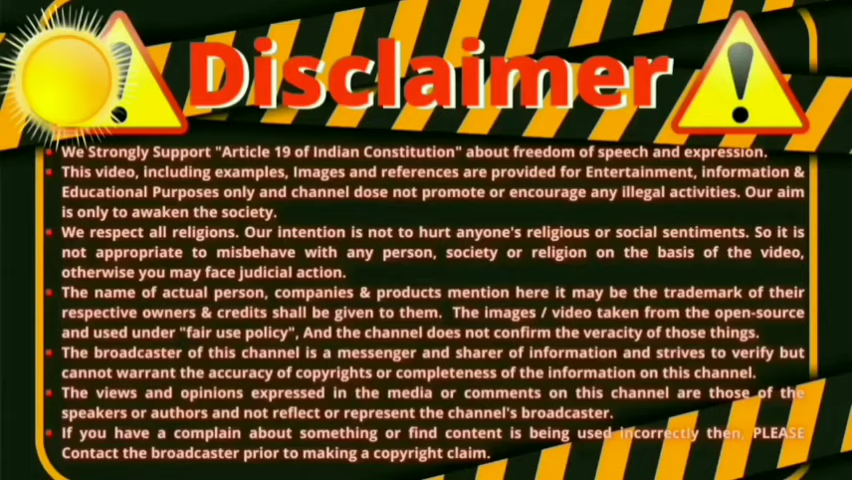 Disclaimer
We Strongly Support "Article 19 of Indian Constitution" about freedom of speech and expression.
This video, including examples, Images and references are provided for Entertainment, information &
Educational Purposes only and channel dose not promote or encourage any illegal activities. Our aim
is only to awaken the society.
We respect all religions. Our intention is not to hurt anyone's religious or social sentiments. So it is
not appropriate to misbehave with any person, society or religion on the basis of the video,
otherwise you may face judicial action.
The name of actual person, companies & products mention here it may be the trademark of their
respective owners & credits shall be given to them. The images / video taken from the open-source
and used under "fair use policy", And the channel does not confirm the veracity of those things.
The broadcaster of this channel is a messenger and sharer of information and strives to verify but
cannot warrant the accuracy of copyrights or completeness of the information on this channel.
The views and opinions expressed in the media or comments on this channel are those of the
speakers or authors and not reflect or represent the channel's broadcaster.
If you have a complain about something or find content is being used incorrectly then, PLEASE
Contact the broadcaster prior to making a copyright claim.